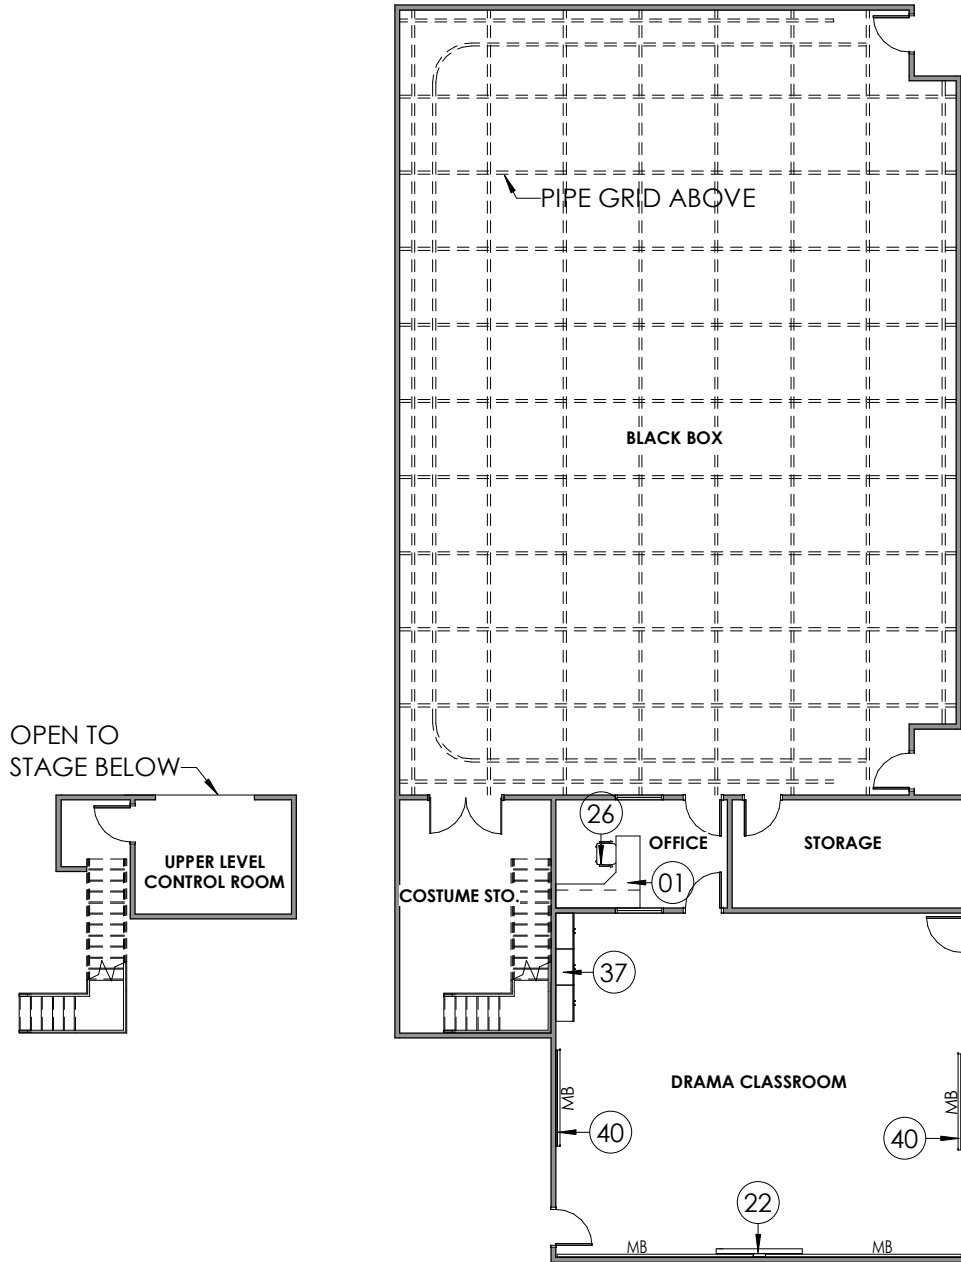 PIPE GRID ABOVE
BLACK BOX
OPEN TO
STAGE BELOW
26
OFFICE
STORAGE
UPPER LEVEL
CONTROL ROOM
01
COSTUME STO.
37
DRAMA CLASSROOM
MB
MB
40
40
22
MB
MB